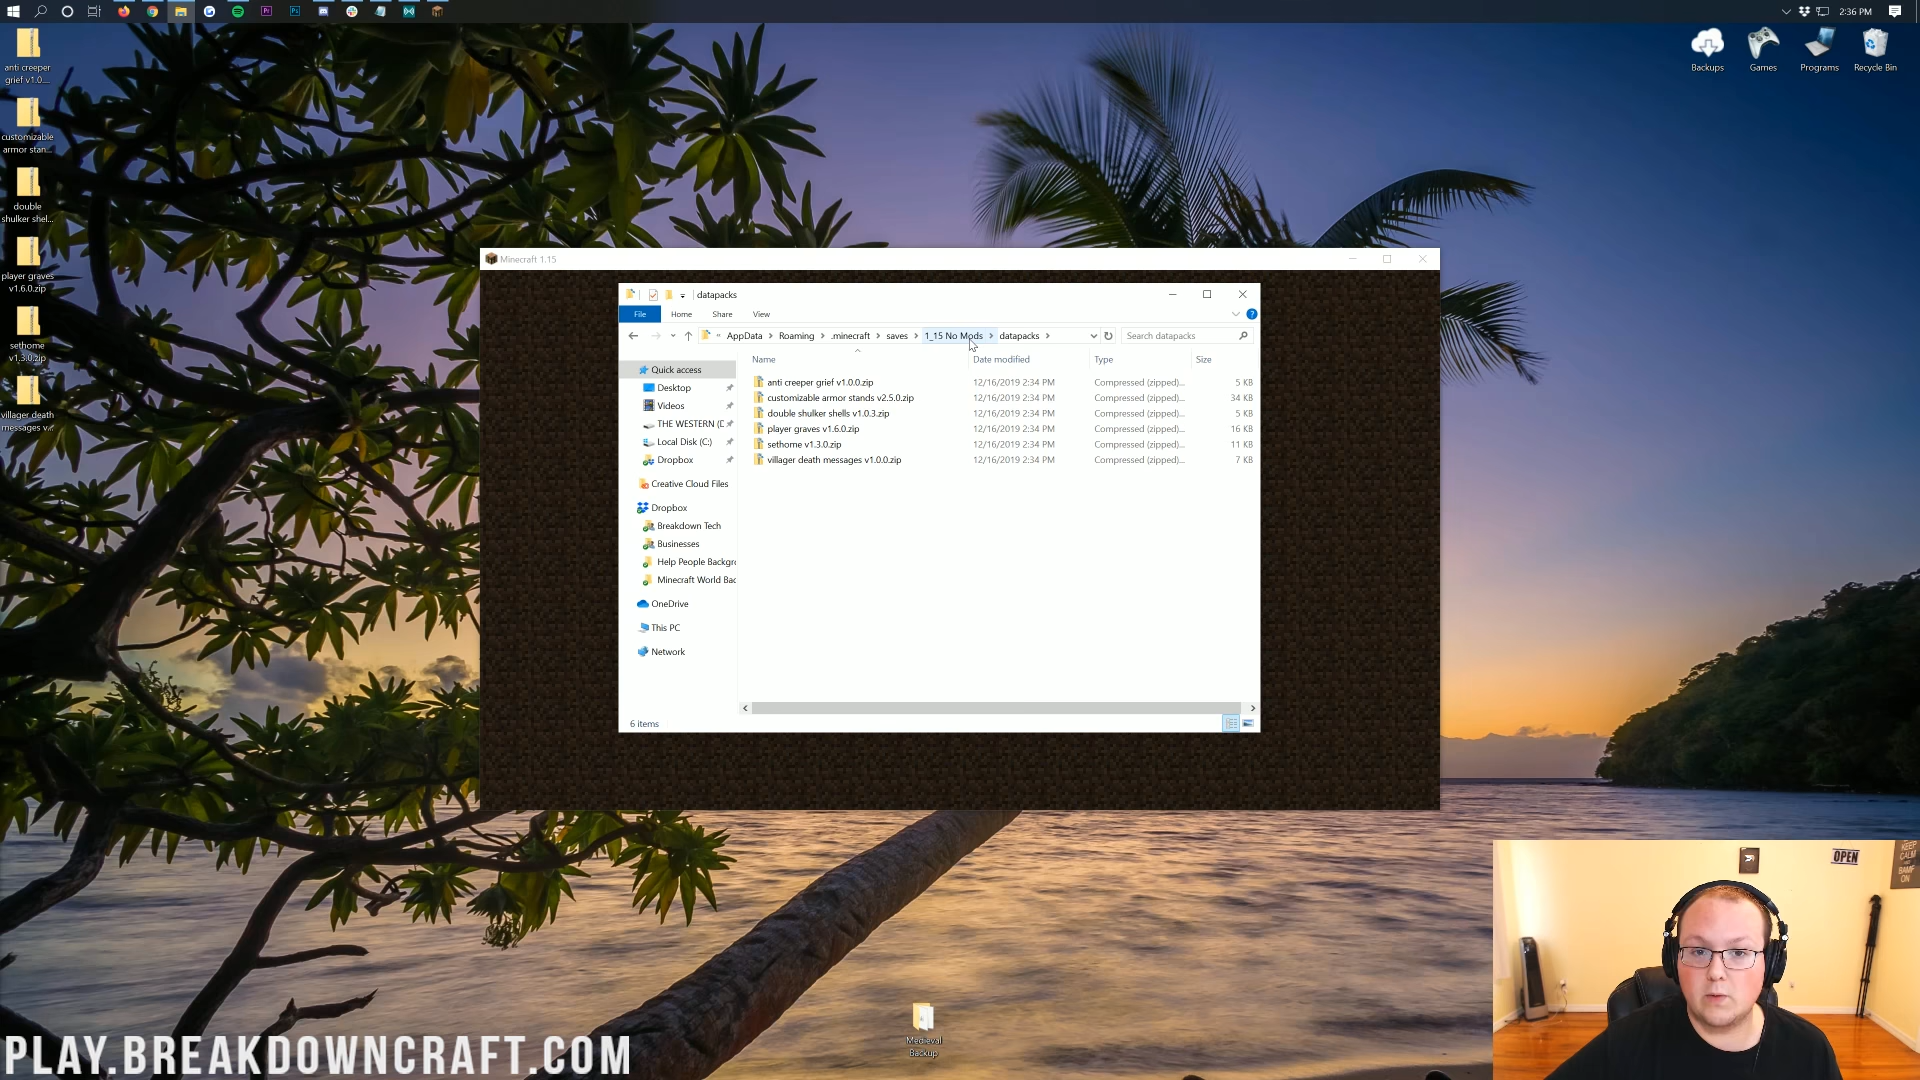 2:36 PM
anti creeper
grief v1.0....
customizable
armor stan...
double
shulker shel...
player graves
v1.6.0.zip
sethome
v1.3.0.zip
villager death
messages v...
Backups
Games
Programs
Recycle Bin
Minecraft 1.15
datapacks
File
Home
Share
View
AppData
Roaming
.minecraft
saves
1_15 No Mods
datapacks
Search datapacks
Name
Date modified
Type
Size
anti creeper grief v1.0.0.zip 12/16/2019 2:34 PM Compressed (zipped)... 5 KB
customizable armor stands v2.5.0.zip 12/16/2019 2:34 PM Compressed (zipped)... 34 KB
double shulker shells v1.0.3.zip 12/16/2019 2:34 PM Compressed (zipped)... 5 KB
player graves v1.6.0.zip 12/16/2019 2:34 PM Compressed (zipped)... 16 KB
sethome v1.3.0.zip 12/16/2019 2:34 PM Compressed (zipped)... 11 KB
villager death messages v1.0.0.zip 12/16/2019 2:34 PM Compressed (zipped)... 7 KB
Quick access
Desktop
Videos
THE WESTERN (D
Local Disk (C:)
Dropbox
Creative Cloud Files
Dropbox
Breakdown Tech
Businesses
Help People Backgro
Minecraft World Bac
OneDrive
This PC
Network
6 items
Medieval
Backup
OPEN
KEEP
CALM
AND
BAMF
ON
PLAY.BREAKDOWNCRAFT.COM